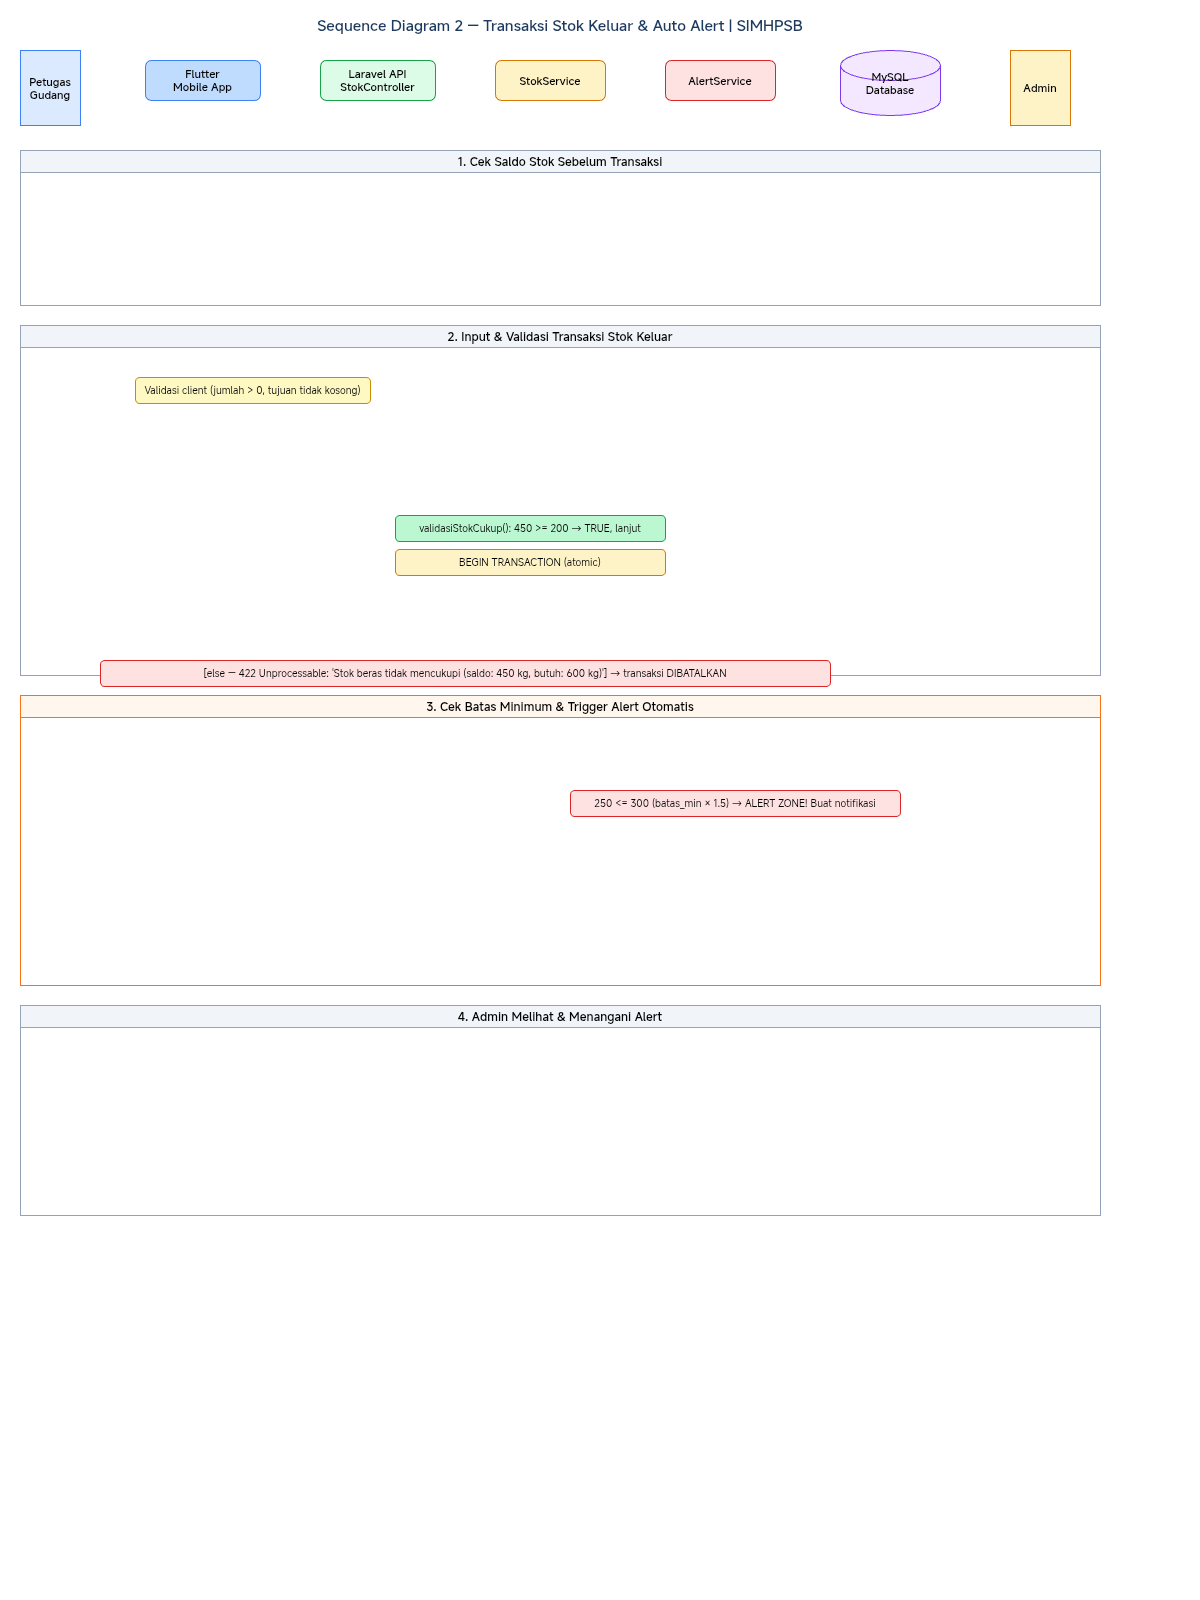 Sequence Diagram 2 — Transaksi Stok Keluar & Auto Alert | SIMHPSB
Petugas
Gudang
Flutter
Mobile App
Laravel API
StokController
StokService
AlertService
MySQL
Database
Admin
1. Cek Saldo Stok Sebelum Transaksi
2. Input & Validasi Transaksi Stok Keluar
Validasi client (jumlah > 0, tujuan tidak kosong)
validasiStokCukup(): 450 >= 200 → TRUE, lanjut
BEGIN TRANSACTION (atomic)
[else — 422 Unprocessable: 'Stok beras tidak mencukupi (saldo: 450 kg, butuh: 600 kg)'] → transaksi DIBATALKAN
3. Cek Batas Minimum & Trigger Alert Otomatis
250 <= 300 (batas_min × 1.5) → ALERT ZONE! Buat notifikasi
4. Admin Melihat & Menangani Alert